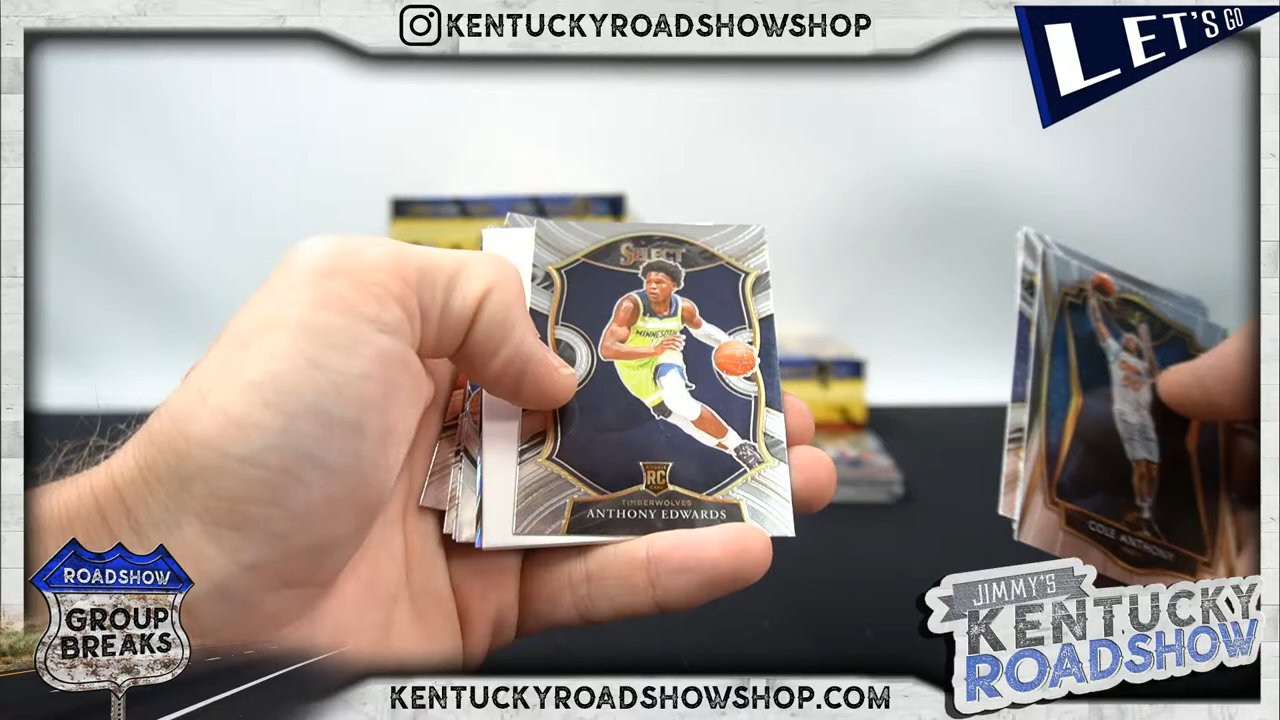 KENTUCKYROADSHOWSHOP
LET'S GO
SELECT
MINNESOTA
ROOKIE
RC
TIMBERWOLVES
ANTHONY EDWARDS
COLE ANTHONY
ROADSHOW
GROUP
BREAKS
JIMMY'S
KENTUCKY
ROADSHOW
KENTUCKYROADSHOWSHOP.COM